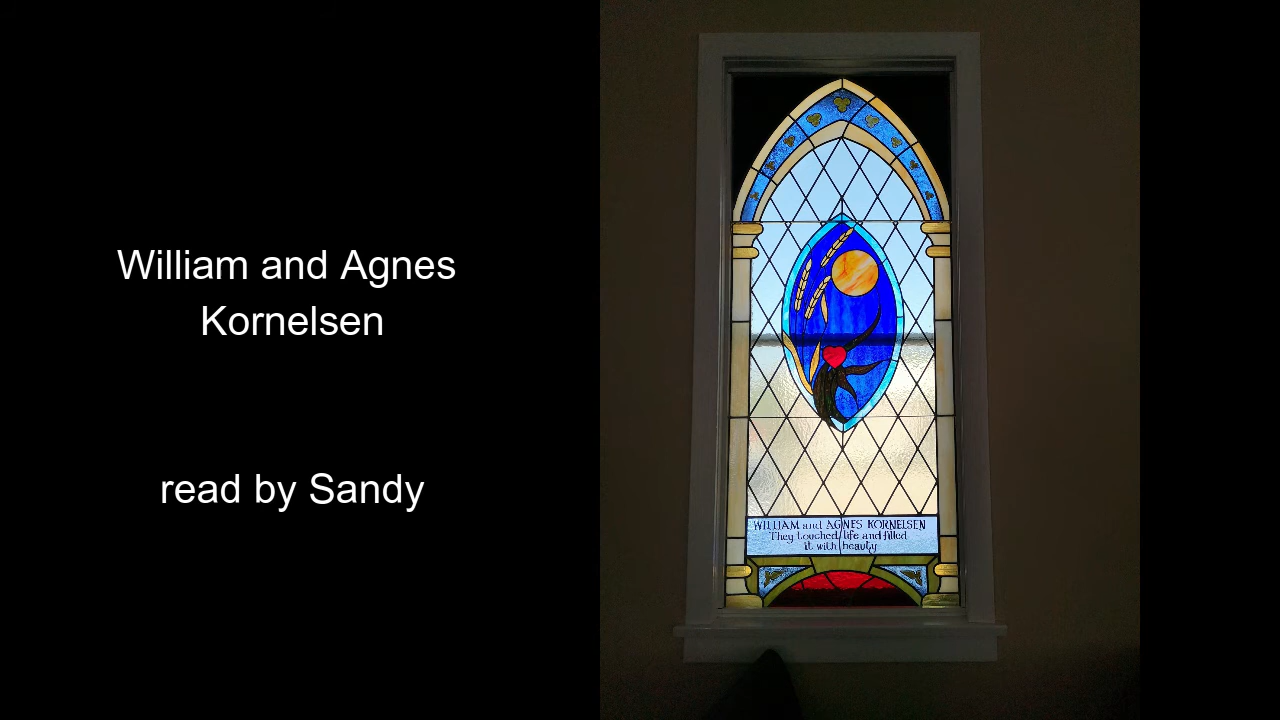 William and Agnes
Kornelsen
read by Sandy
WILLIAM and AGNES KORNELSEN
They touched life and filled
it with beauty